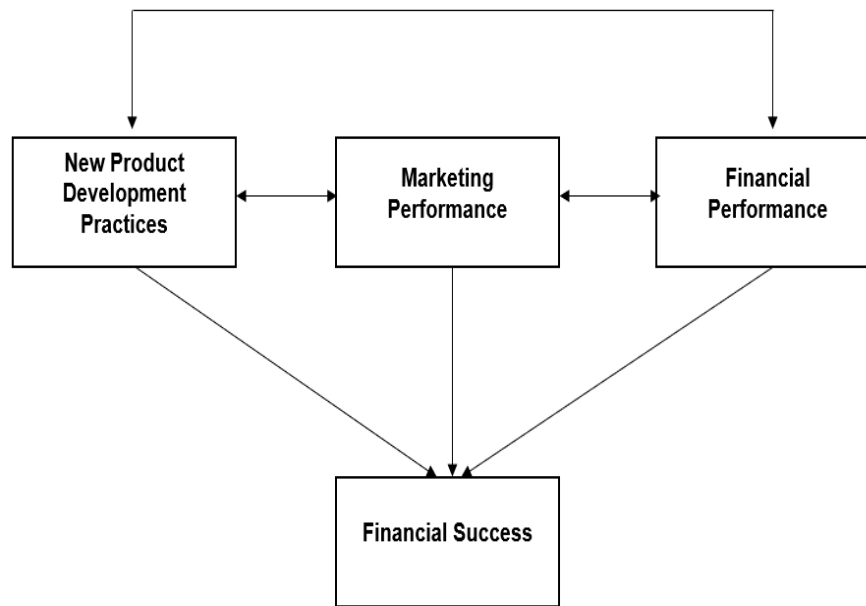 New Product
Development
Practices
Marketing
Performance
Financial
Performance
Financial Success